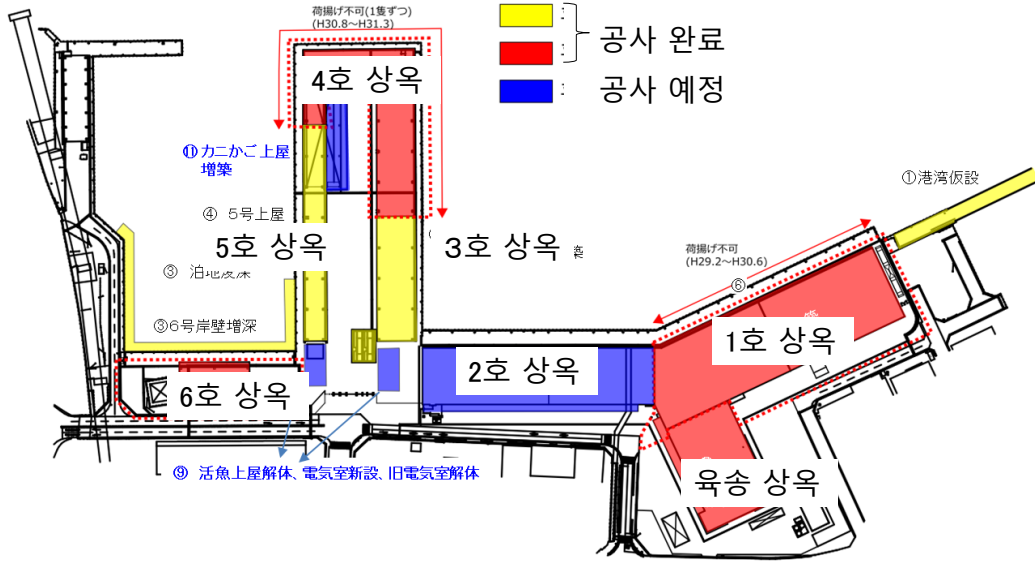 荷揚げ不可(1隻ずつ)
(H30.8～H31.3)
공사 완료
공사 예정
4호 상옥
⑪カニかご上屋
増築
①港湾仮設
④ 5号上屋
5호 상옥
3호 상옥
荷揚げ不可
(H29.2～H30.6)
⑥
③ 泊地
③6号岸壁増深
1호 상옥
2호 상옥
6호 상옥
⑨ 活魚上屋解体、電気室新設、旧電気室解体
육송 상옥